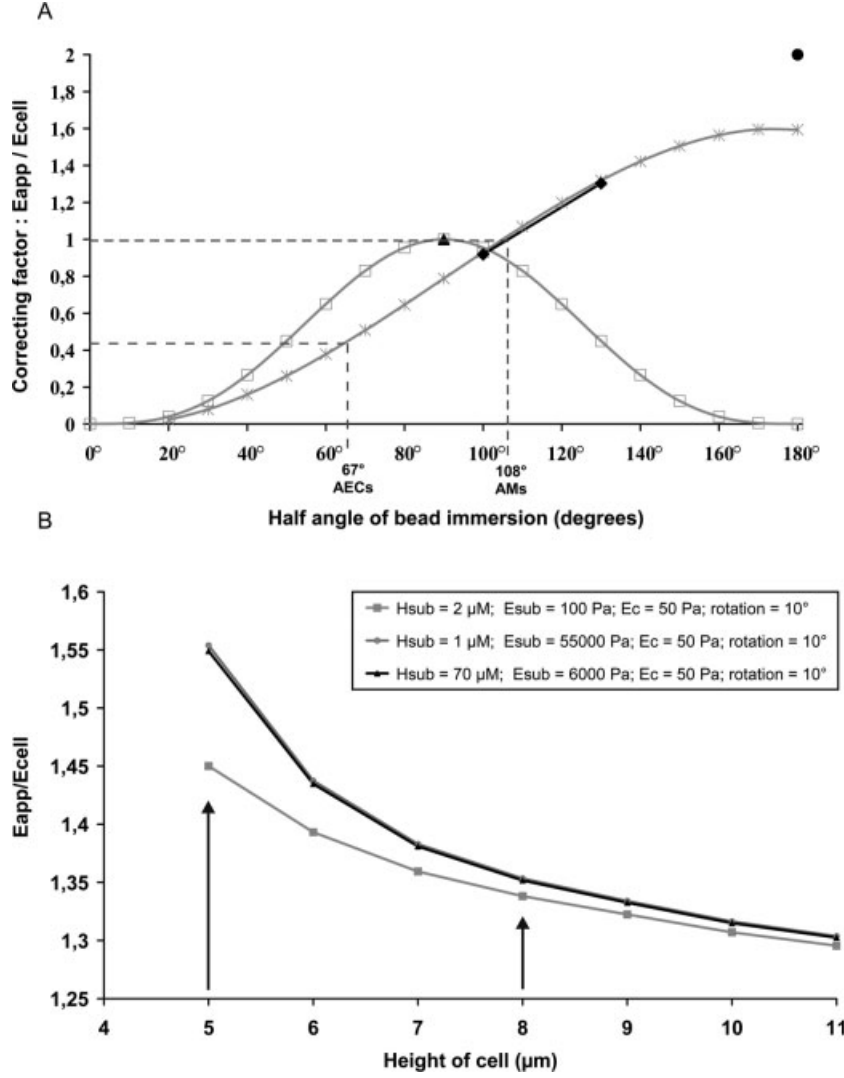 A
Correcting factor : Eapp / Ecell
2
1,8
1,6
1,4
1,2
1
0,8
0,6
0,4
0,2
0
0° 20° 40° 60° 80° 100° 120° 140° 160° 180°
67° 108°
AECs AMs
Half angle of bead immersion (degrees)
B
Eapp/Ecell
1,6
1,55
1,5
1,45
1,4
1,35
1,3
1,25
Hsub = 2 µM; Esub = 100 Pa; Ec = 50 Pa; rotation = 10°
Hsub = 1 µM; Esub = 55000 Pa; Ec = 50 Pa; rotation = 10°
Hsub = 70 µM; Esub = 6000 Pa; Ec = 50 Pa; rotation = 10°
4 5 6 7 8 9 10 11
Height of cell (µm)